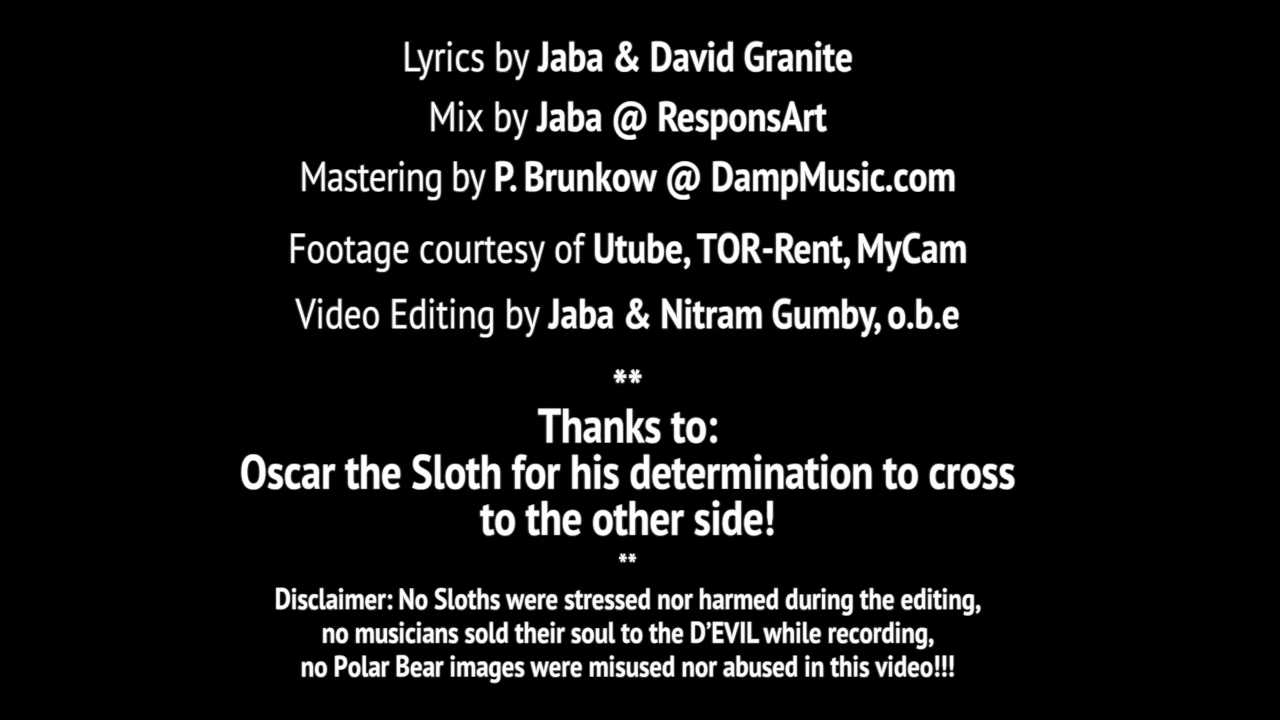 Lyrics by Jaba & David Granite
Mix by Jaba @ ResponsArt
Mastering by P. Brunkow @ DampMusic.com
Footage courtesy of Utube, TOR-Rent, MyCam
Video Editing by Jaba & Nitram Gumby, o.b.e
**
Thanks to:
Oscar the Sloth for his determination to cross
to the other side!
**
Disclaimer: No Sloths were stressed nor harmed during the editing,
no musicians sold their soul to the D’EVIL while recording,
no Polar Bear images were misused nor abused in this video!!!